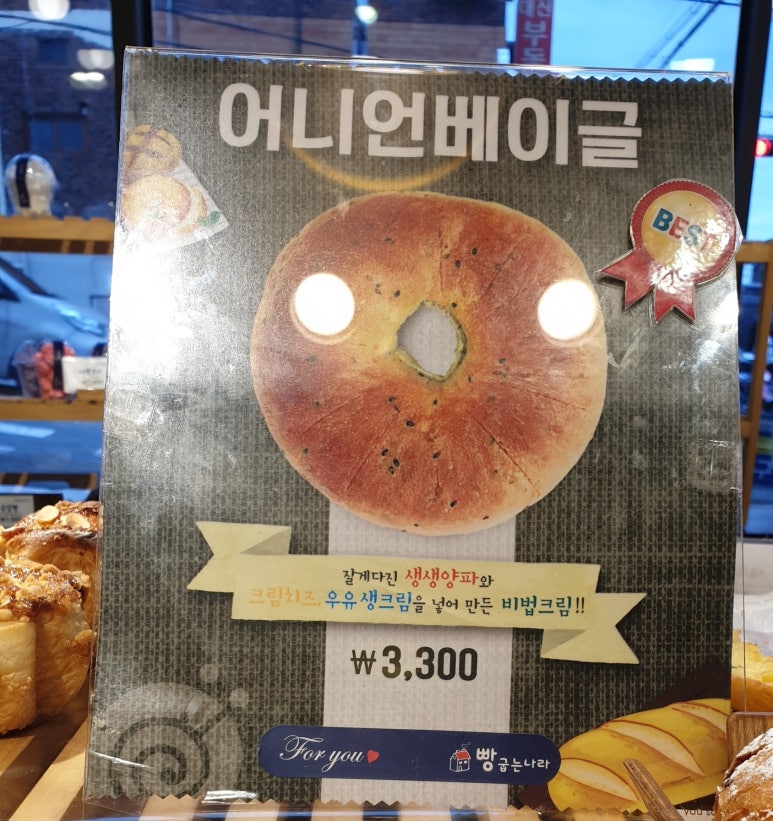 부동
어니언베이글
BEST
잘게다진 생생양파와
크림치즈, 우유생크림을 넣어 만든 비법크림!!
₩3,300
For you
빵굽는나라